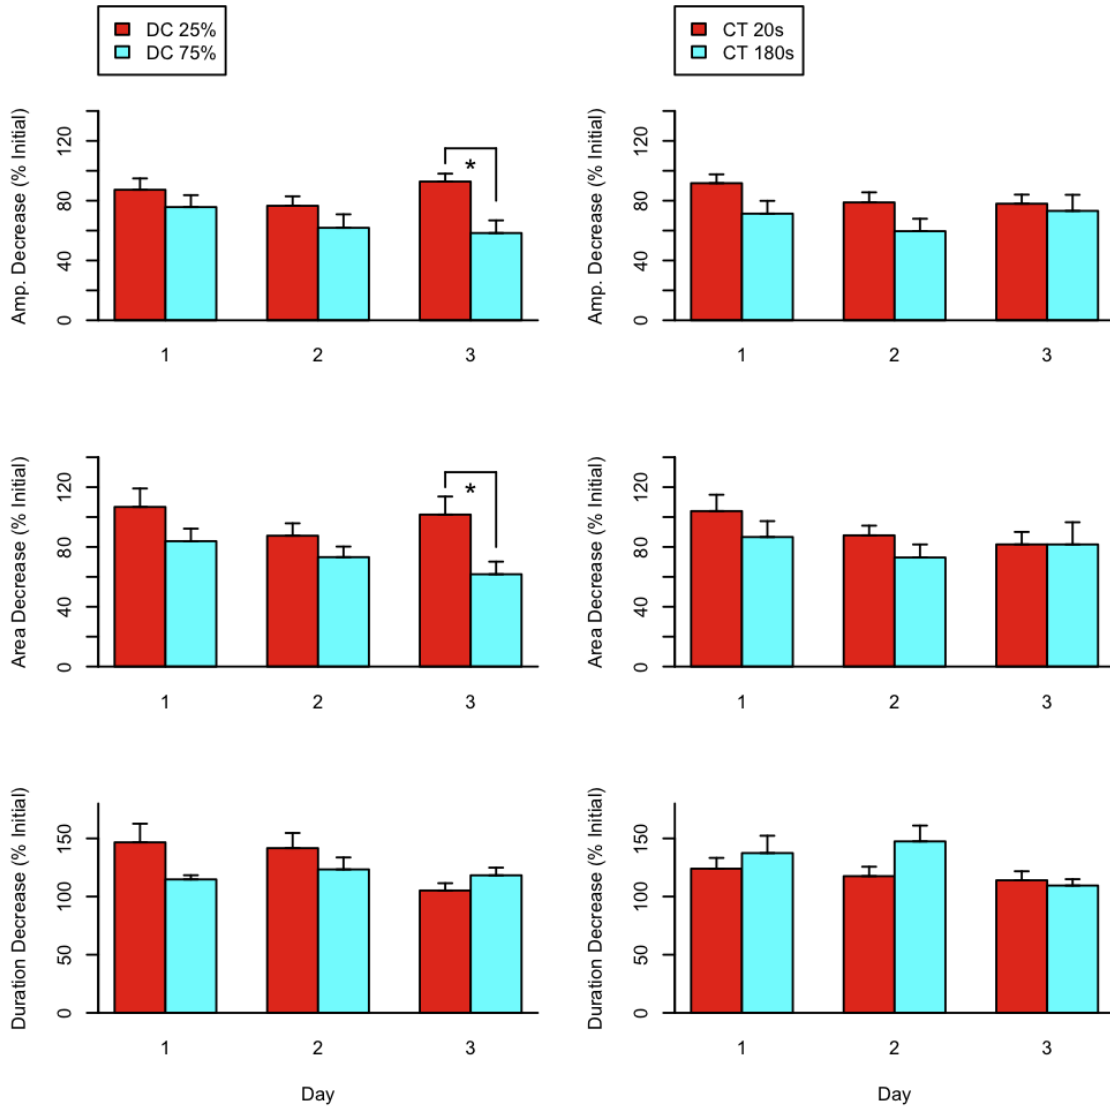 DC 25%
DC 75%
CT 20s
CT 180s
Amp. Decrease (% Initial)
0 40 80 120
*
1 2 3
Amp. Decrease (% Initial)
0 40 80 120
1 2 3
Area Decrease (% Initial)
0 40 80 120
*
1 2 3
Area Decrease (% Initial)
0 40 80 120
1 2 3
Duration Decrease (% Initial)
0 50 100 150
1 2 3
Day
Duration Decrease (% Initial)
0 50 100 150
1 2 3
Day